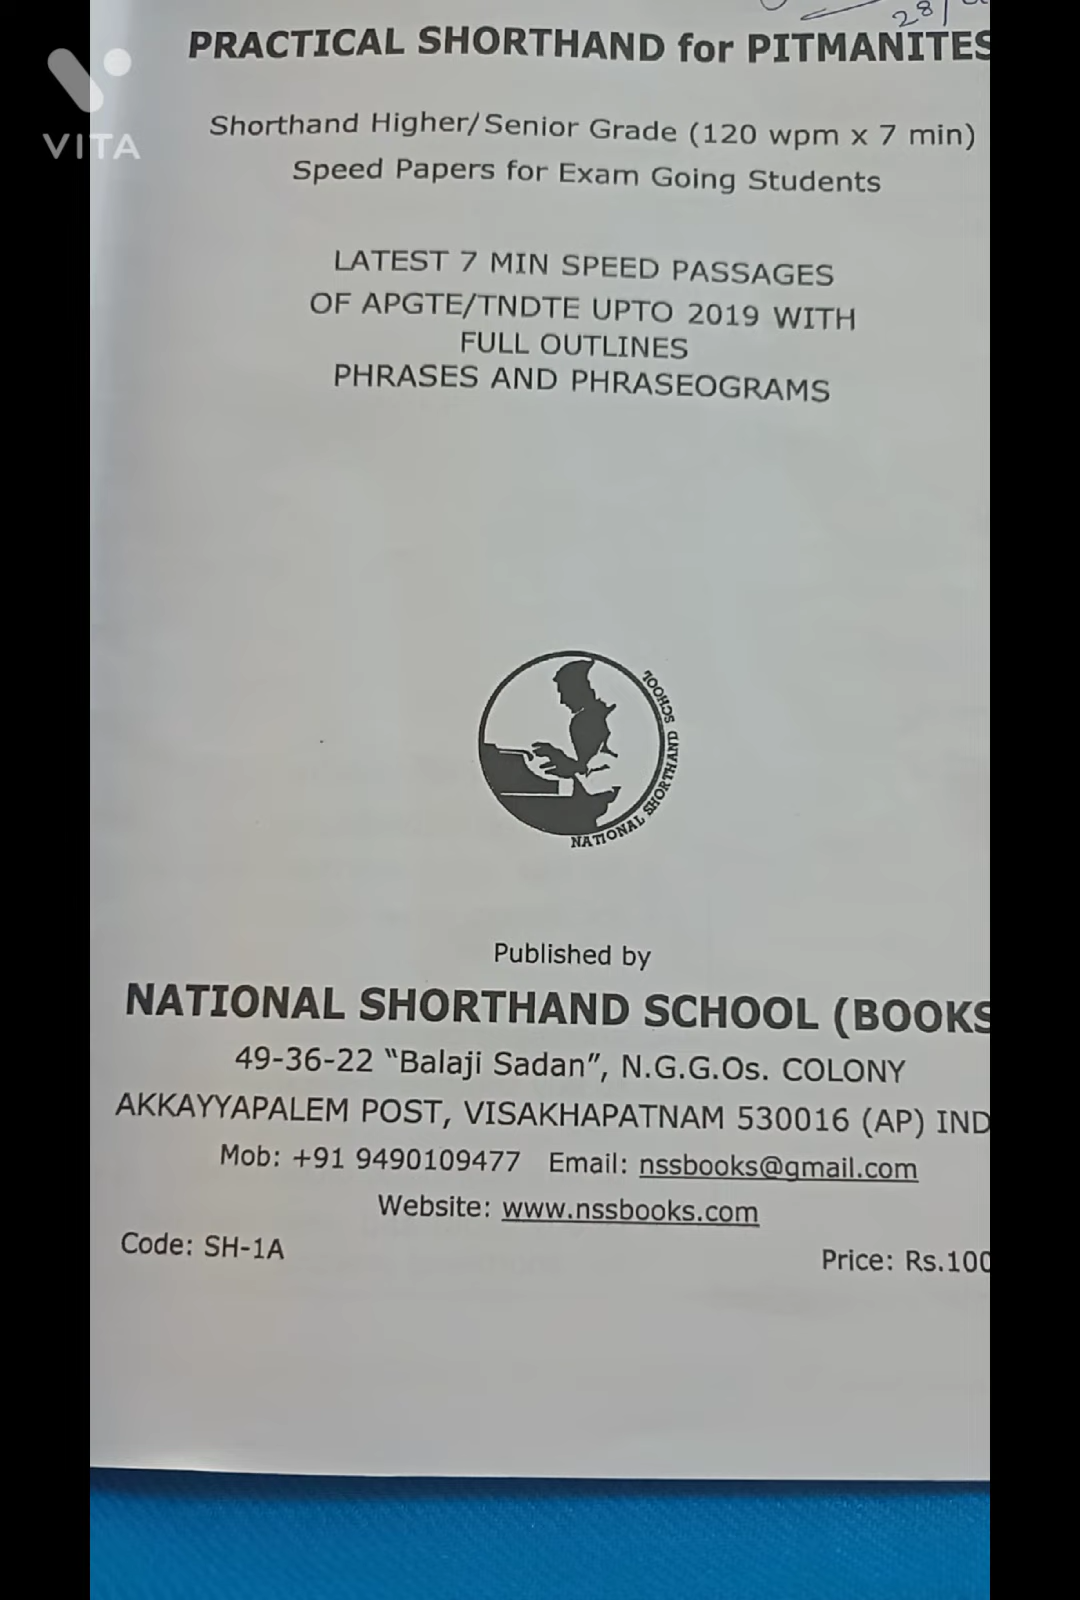 28/
PRACTICAL SHORTHAND for PITMANITES
VITA
Shorthand Higher/Senior Grade (120 wpm x 7 min)
Speed Papers for Exam Going Students
LATEST 7 MIN SPEED PASSAGES
OF APGTE/TNDTE UPTO 2019 WITH
FULL OUTLINES
PHRASES AND PHRASEOGRAMS
NATIONAL SHORTHAND SCHOOL
Published by
NATIONAL SHORTHAND SCHOOL (BOOKS
49-36-22 “Balaji Sadan”, N.G.G.Os. COLONY
AKKAYYAPALEM POST, VISAKHAPATNAM 530016 (AP) IND
Mob: +91 9490109477 Email: nssbooks@gmail.com
Website: www.nssbooks.com
Code: SH-1A
Price: Rs.100